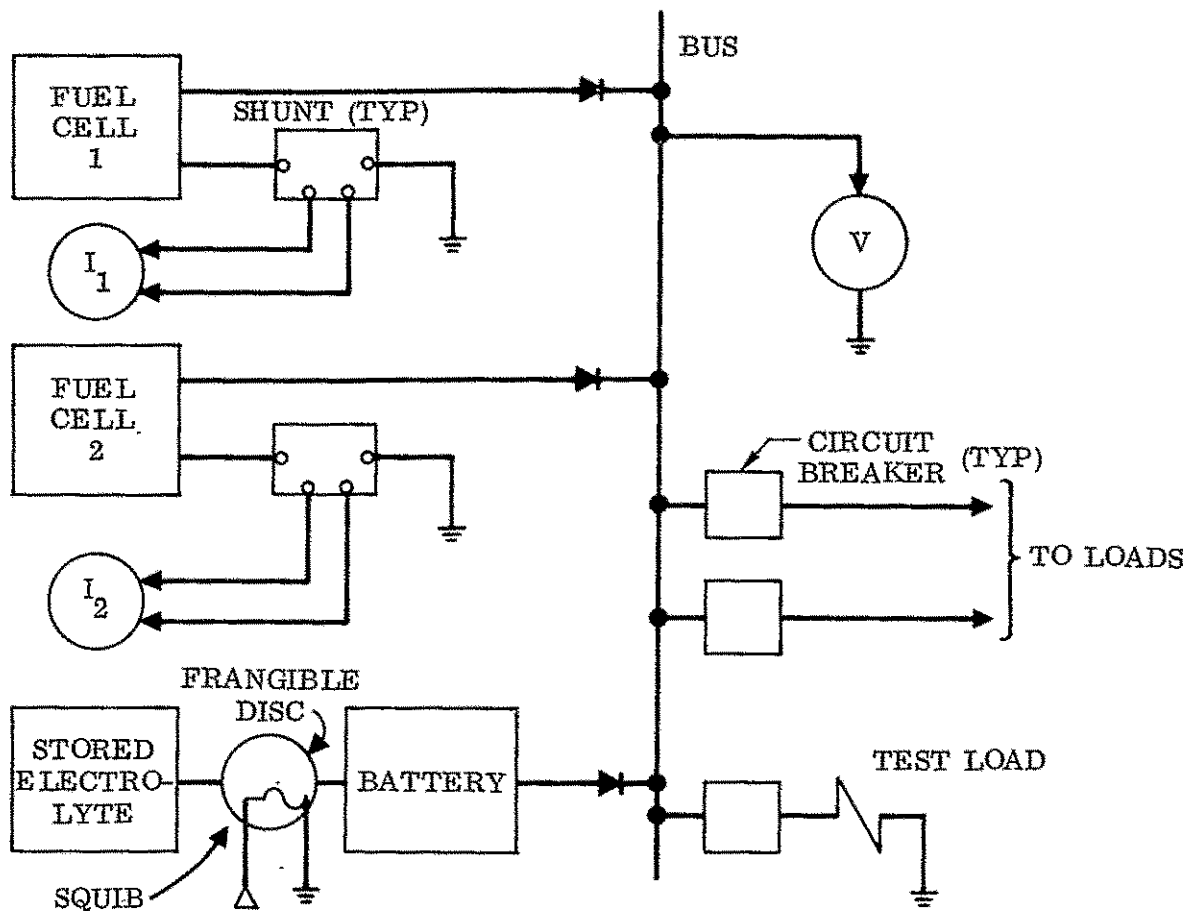 BUS
FUEL
CELL
1
SHUNT (TYP)
I1
V
FUEL
CELL
2
CIRCUIT
BREAKER (TYP)
TO LOADS
I2
FRANGIBLE
DISC
STORED
ELECTRO-
LYTE
BATTERY
TEST LOAD
SQUIB